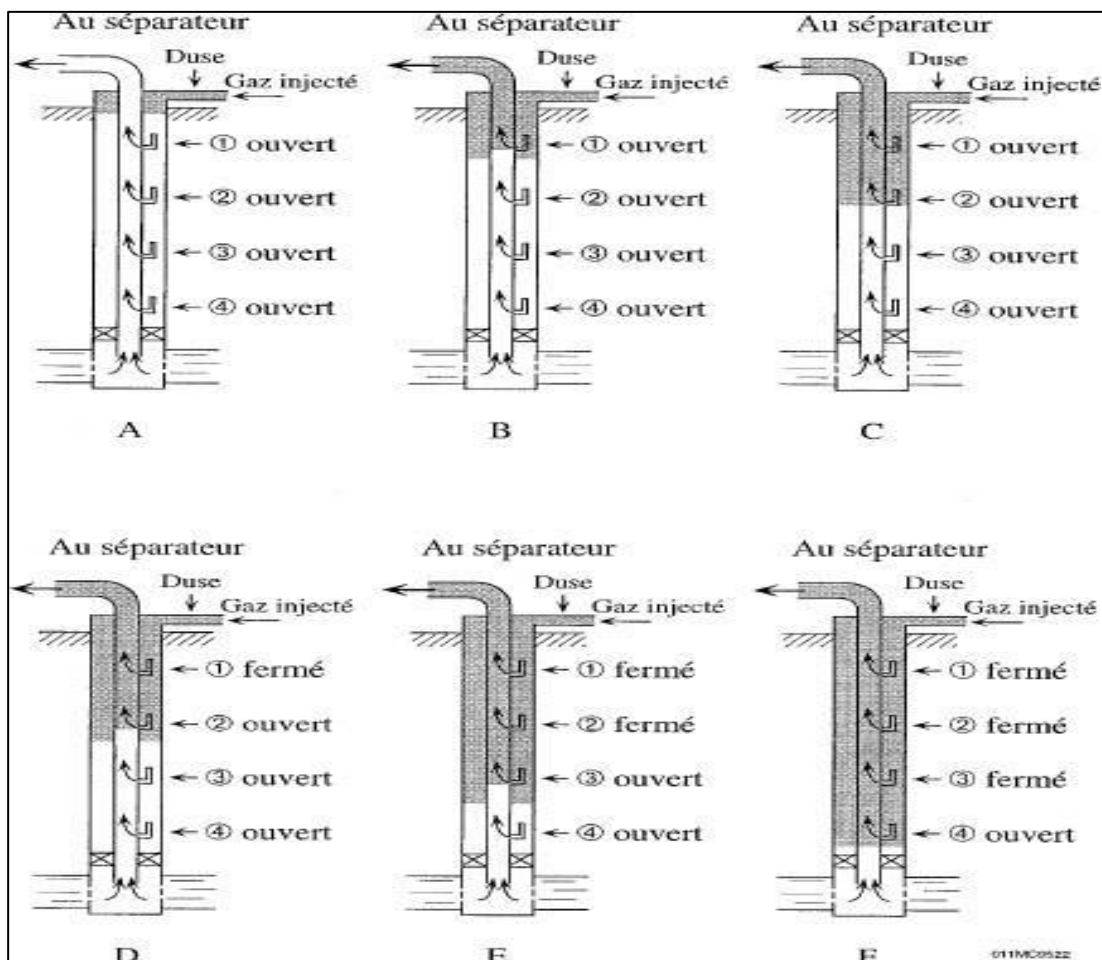 Au séparateur
Duse
Gaz injecté
① ouvert
② ouvert
③ ouvert
④ ouvert
A
Au séparateur
Duse
Gaz injecté
① ouvert
② ouvert
③ ouvert
④ ouvert
B
Au séparateur
Duse
Gaz injecté
① ouvert
② ouvert
③ ouvert
④ ouvert
C
Au séparateur
Duse
Gaz injecté
① fermé
② ouvert
③ ouvert
④ ouvert
D
Au séparateur
Duse
Gaz injecté
① fermé
② fermé
③ ouvert
④ ouvert
E
Au séparateur
Duse
Gaz injecté
① fermé
② fermé
③ fermé
④ ouvert
F
011MC0522